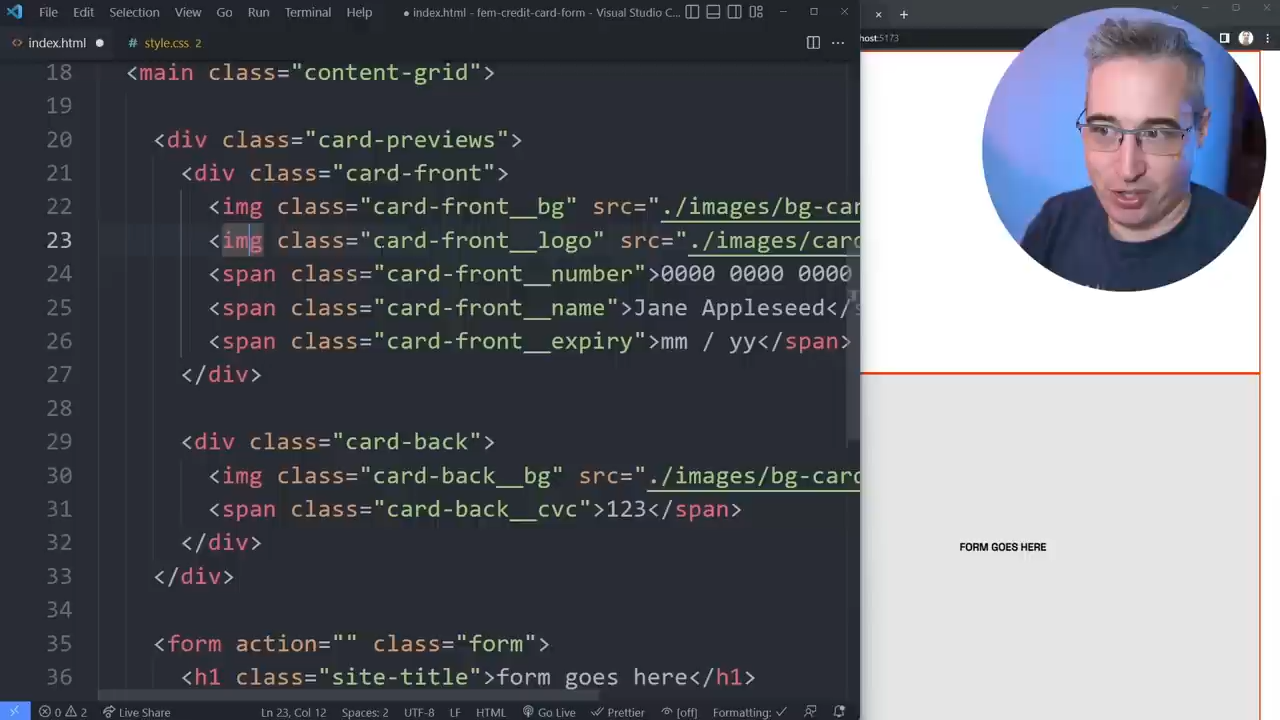 File Edit Selection View Go Run Terminal Help ● index.html - fem-credit-card-form - Visual Studio C...
index.html ● style.css 2
host:5173
18 <main class="content-grid">
19
20 <div class="card-previews">
21 <div class="card-front">
22 <img class="card-front__bg" src="./images/bg-car
23 <img class="card-front__logo" src="./images/card
24 <span class="card-front__number">0000 0000 0000
25 <span class="card-front__name">Jane Appleseed</s
26 <span class="card-front__expiry">mm / yy</span>
27 </div>
28
29 <div class="card-back">
30 <img class="card-back__bg" src="./images/bg-card
31 <span class="card-back__cvc">123</span>
32 </div>
33 </div>
34
35 <form action="" class="form">
36 <h1 class="site-title">form goes here</h1>
FORM GOES HERE
0 2 Live Share Ln 23, Col 12 Spaces: 2 UTF-8 LF HTML Go Live Prettier [off] Formatting: ✓